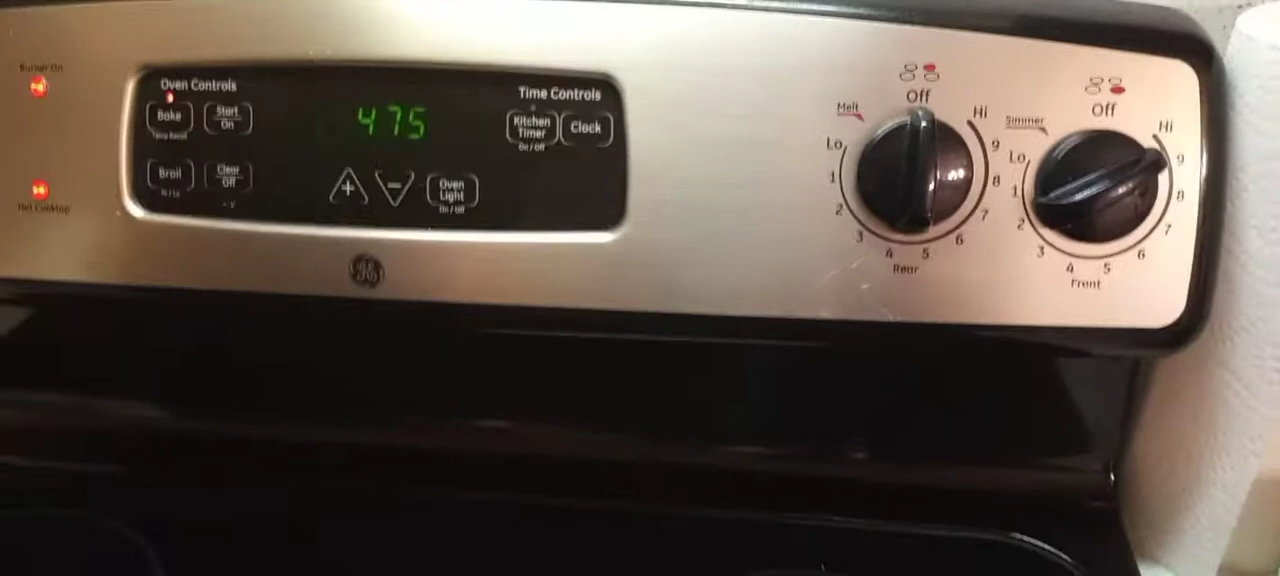 Burner On
Hot Cooktop
Oven Controls
Bake
Start
On
Broil
Clear
Off
475
Oven
Light
On / Off
Time Controls
Kitchen
Timer
On / Off
Clock
GE
Off
Melt
Hi
Lo
1
2
3
4
5
6
7
8
9
Rear
Off
Simmer
Hi
Lo
1
2
3
4
5
6
7
8
9
Front